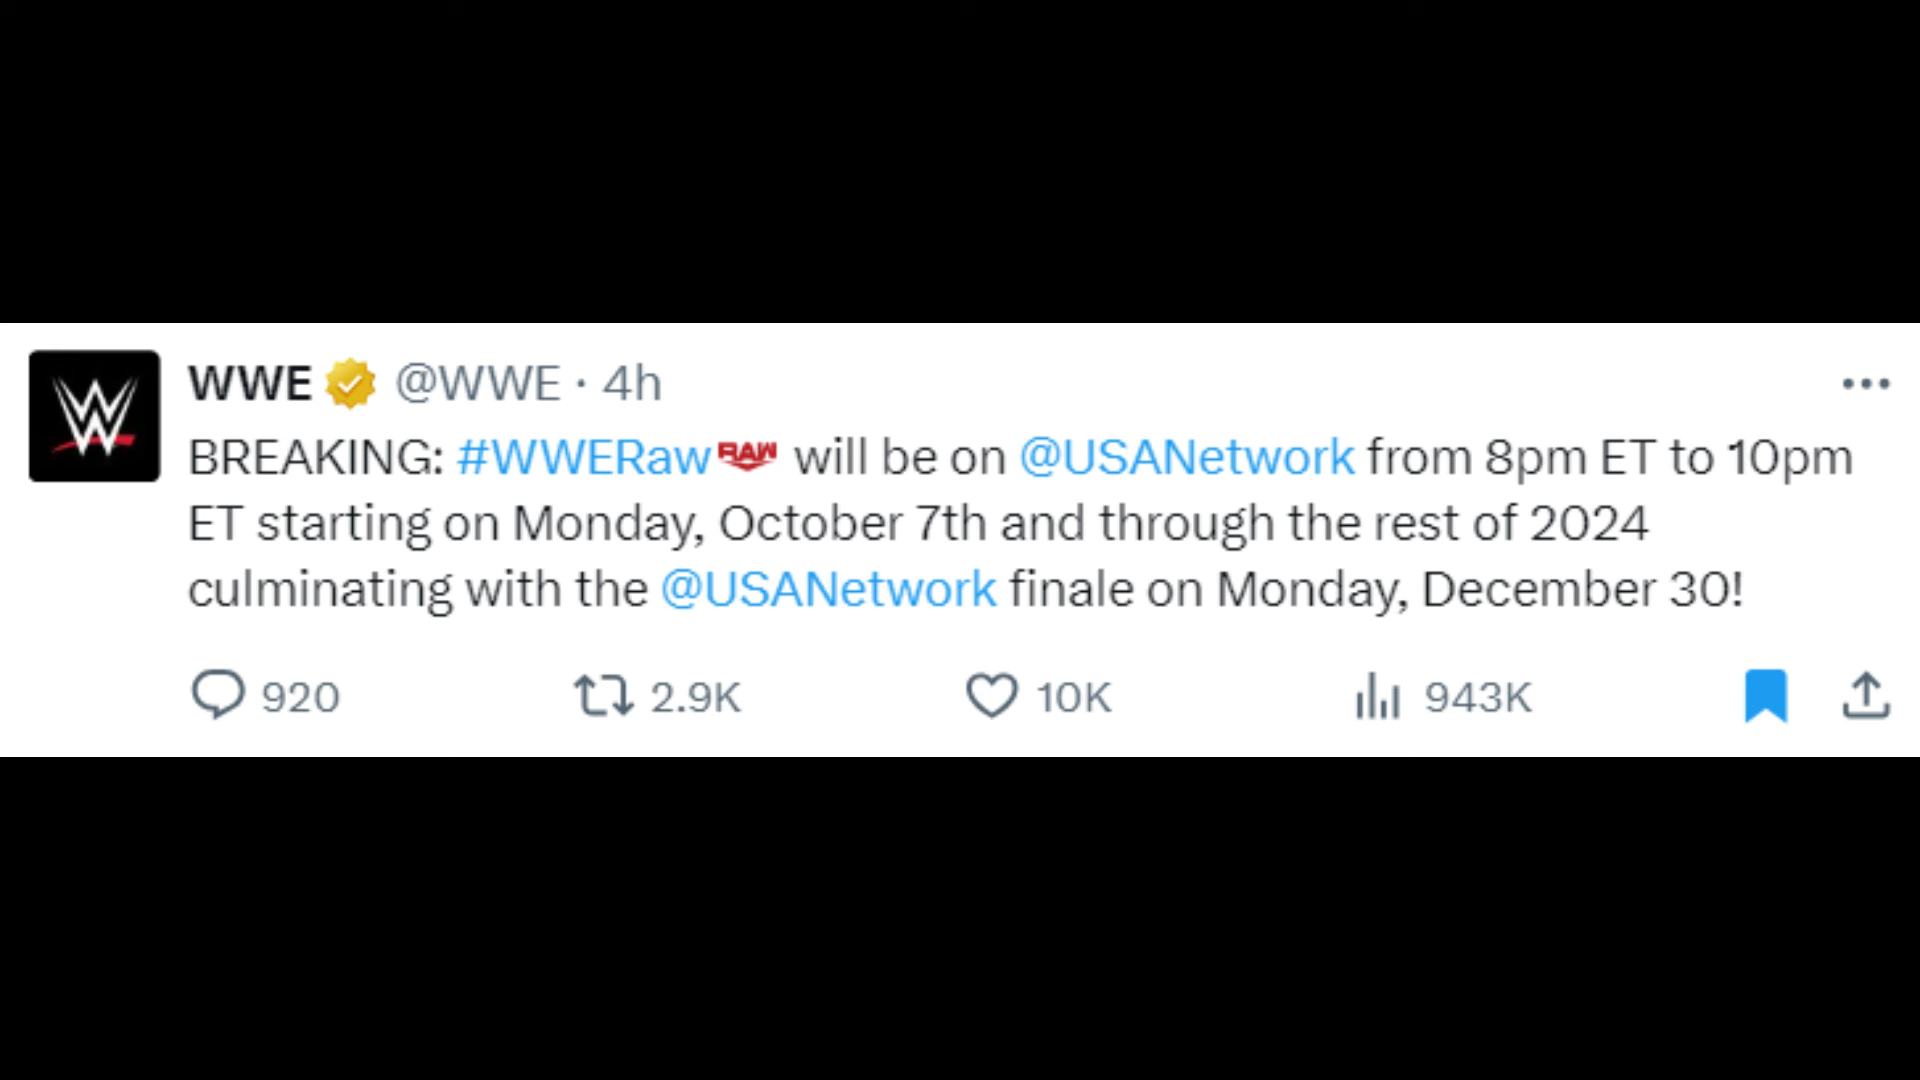 WWE @WWE · 4h
BREAKING: #WWERaw RAW will be on @USANetwork from 8pm ET to 10pm
ET starting on Monday, October 7th and through the rest of 2024
culminating with the @USANetwork finale on Monday, December 30!
920 2.9K 10K 943K